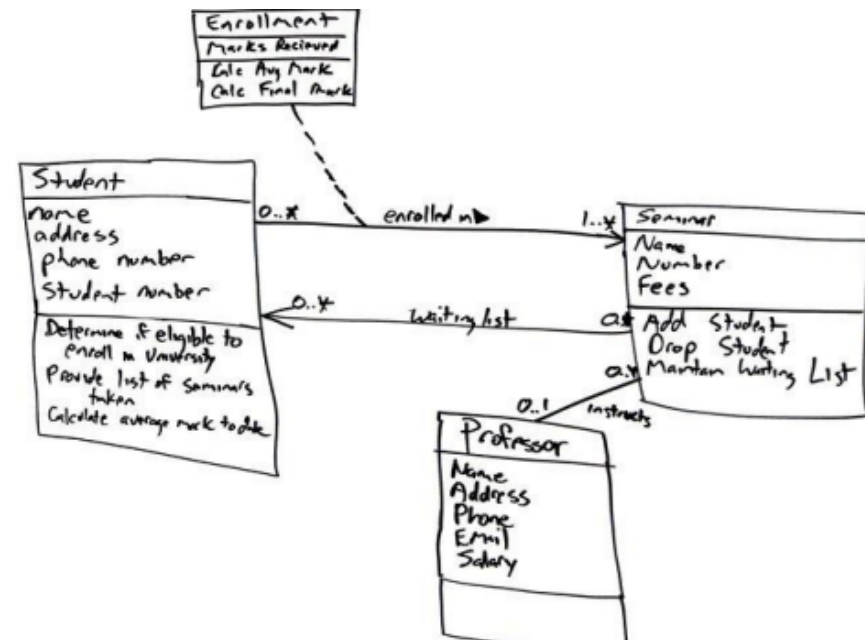 Enrollment
Marks Recieved
Calc Avg Mark
Calc Final Mark
Student
name
address
phone number
Student number
Determine if eligible to
enroll in University
Provide list of Seminars
taken
Calculate average mark to date
0..*
enrolled in
1..*
0..*
Waiting list
0..*
Seminar
Name
Number
Fees
Add Student
Drop Student
Maintain Waiting List
0..*
instructs
0..1
Professor
Name
Address
Phone
Email
Salary